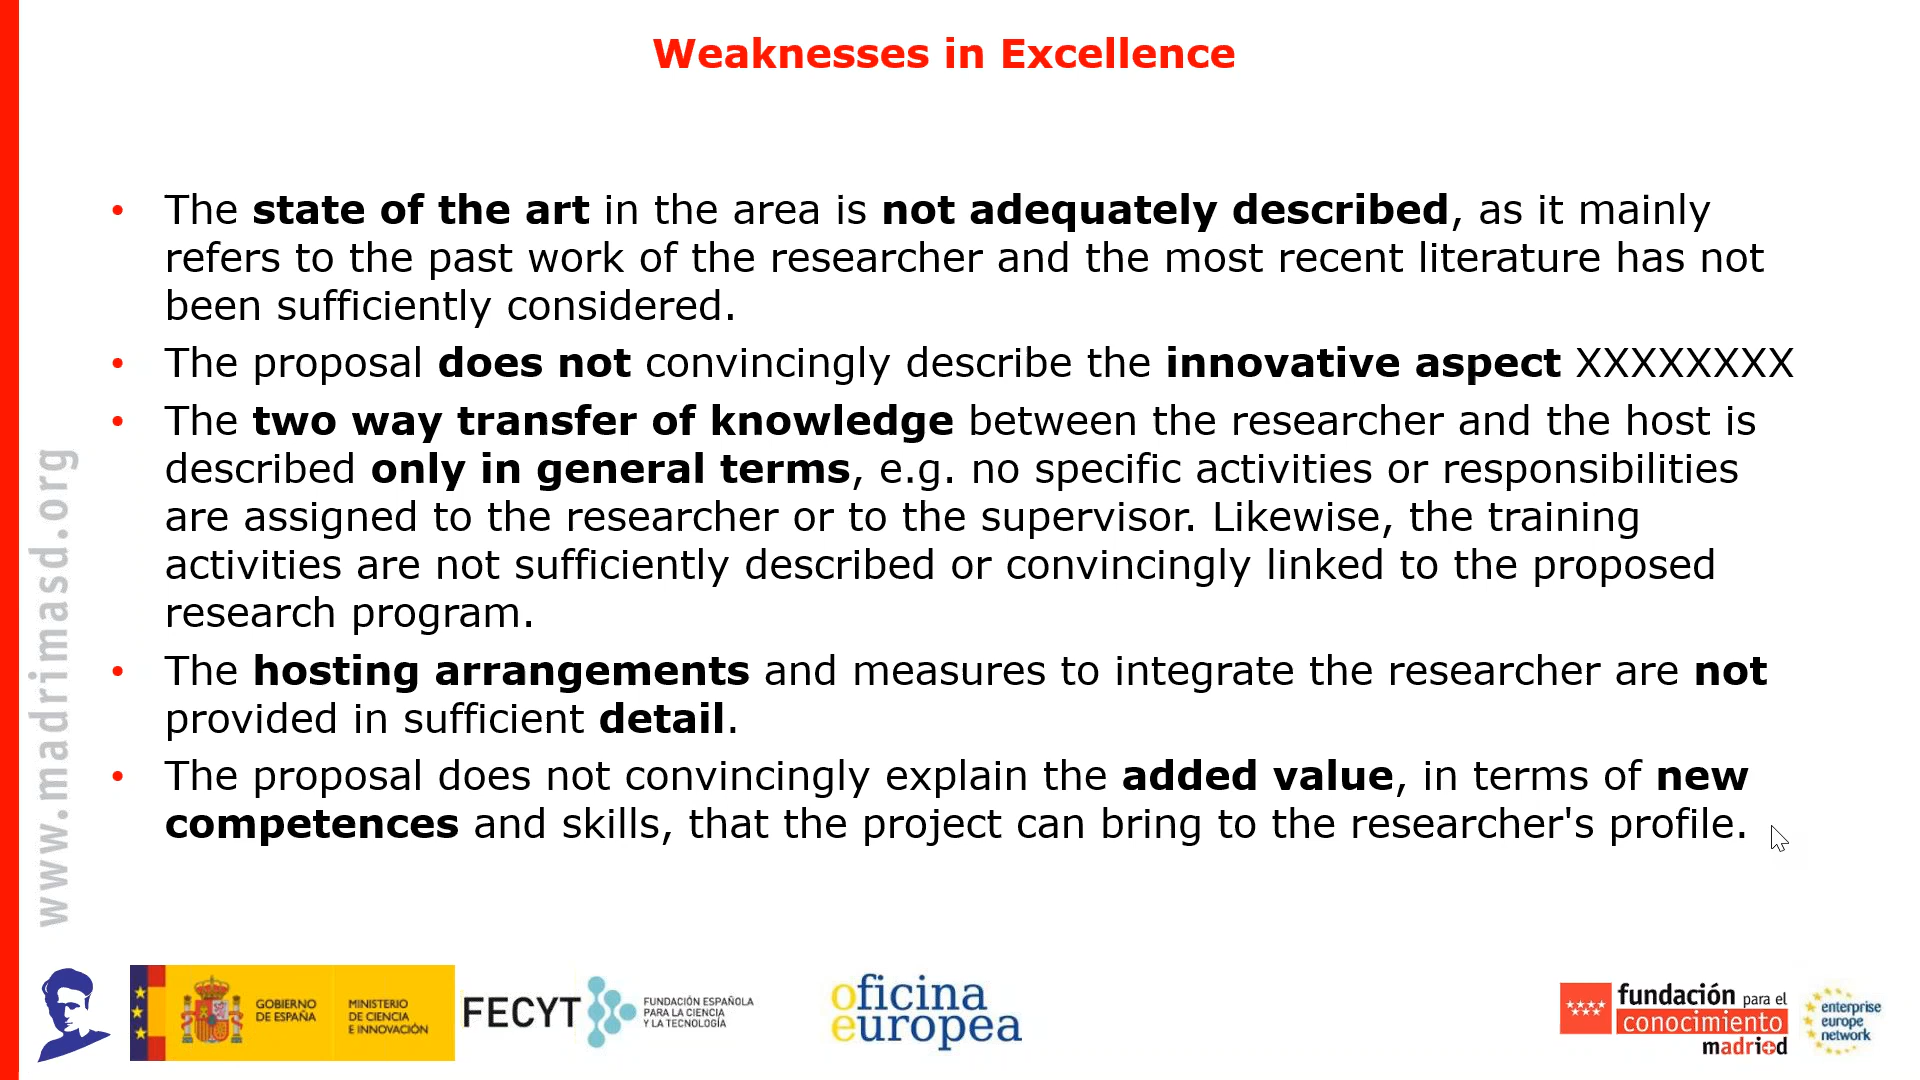 Weaknesses in Excellence
• The state of the art in the area is not adequately described, as it mainly
refers to the past work of the researcher and the most recent literature has not
been sufficiently considered.
• The proposal does not convincingly describe the innovative aspect XXXXXXXX
• The two way transfer of knowledge between the researcher and the host is
described only in general terms, e.g. no specific activities or responsibilities
are assigned to the researcher or to the supervisor. Likewise, the training
activities are not sufficiently described or convincingly linked to the proposed
research program.
• The hosting arrangements and measures to integrate the researcher are not
provided in sufficient detail.
• The proposal does not convincingly explain the added value, in terms of new
competences and skills, that the project can bring to the researcher's profile.
www.madrimasd.org
GOBIERNO
DE ESPAÑA
MINISTERIO
DE CIENCIA
E INNOVACIÓN
FECYT
FUNDACIÓN ESPAÑOLA
PARA LA CIENCIA
Y LA TECNOLOGÍA
oficina
europea
fundación para el
conocimiento
madri+d
enterprise
europe
network